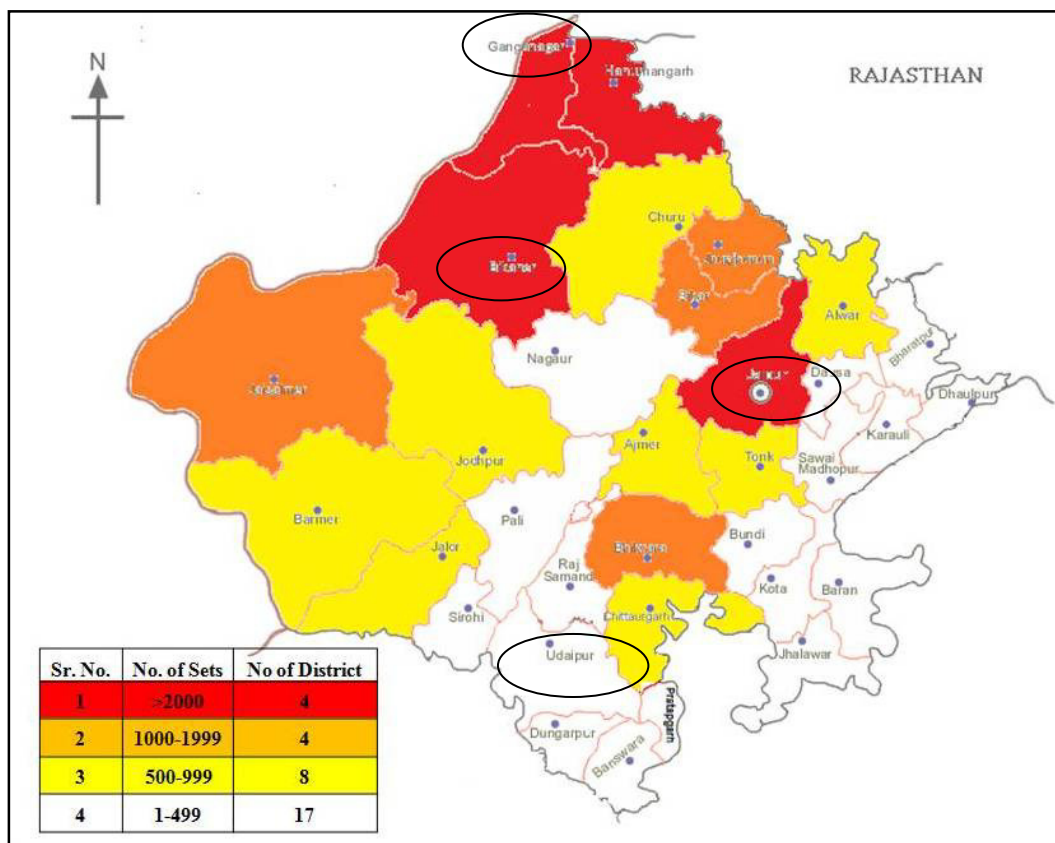 Ganganagar
Hanumangarh
RAJASTHAN
N
Churu
Bikaner
Alwar
Bharatpur
Nagaur
Dausa
Dhaulpur
Karauli
Ajmer
Jodhpur
Tonk
Sawai
Madhopur
Barmer
Pali
Bundi
Jalor
Raj
Samand
Kota
Baran
Sirohi
Chittaurgarh
Udaipur
Jhalawar
Pratapgarh
Dungarpur
Banswara
Sr. No. No. of Sets No of District
1 >2000 4
2 1000-1999 4
3 500-999 8
4 1-499 17